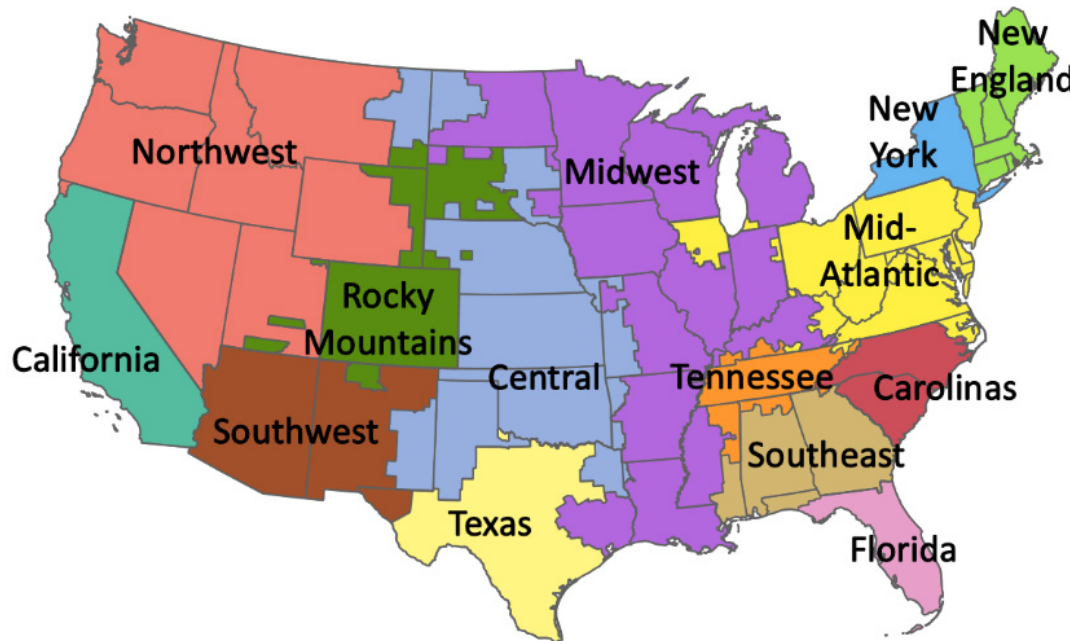 New
England
New
York
Northwest
Midwest
Mid-
Atlantic
Rocky
Mountains
California
Central
Tennessee
Carolinas
Southwest
Southeast
Texas
Florida